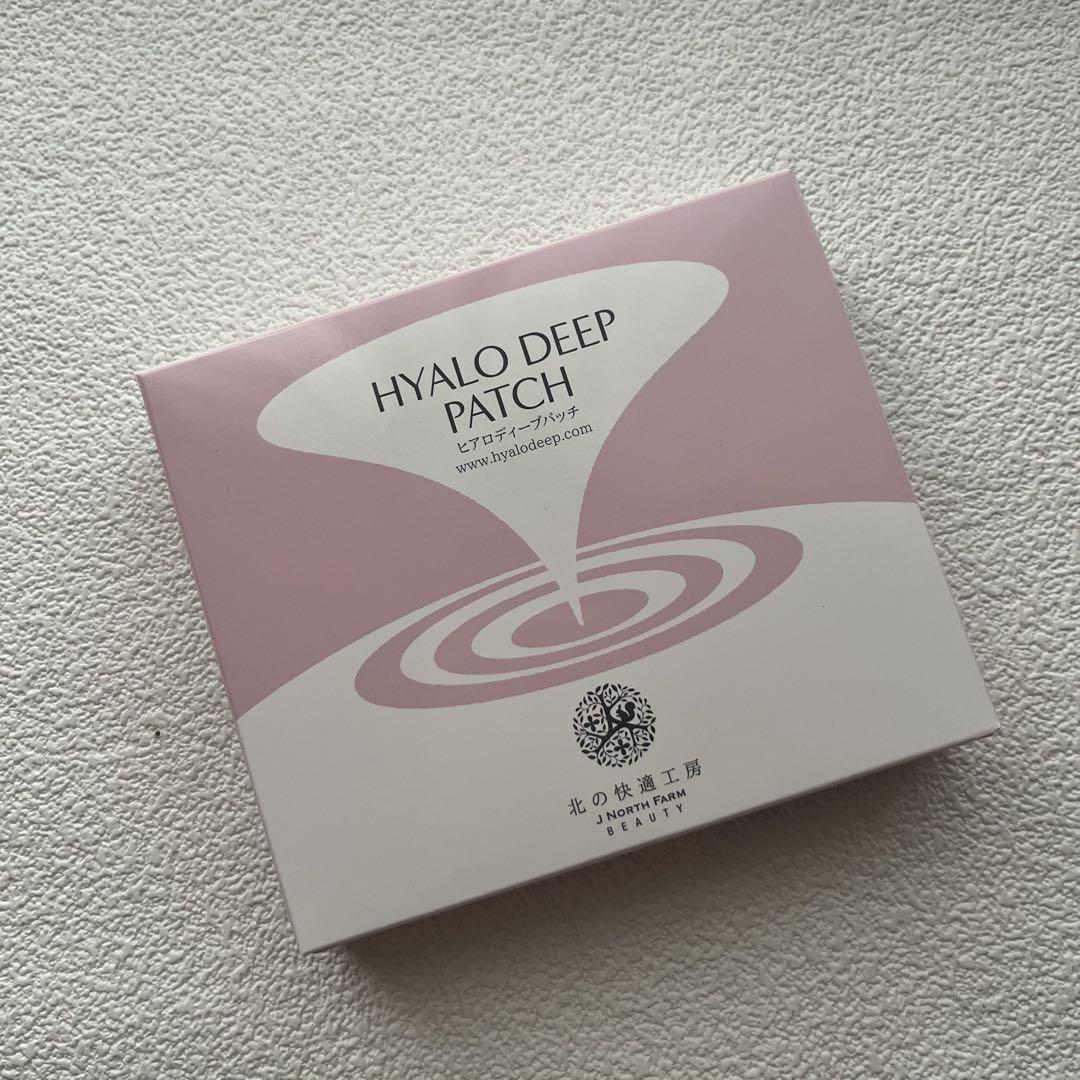 HYALO DEEP
PATCH
ヒアロディープパッチ
www.hyalodeep.com
北の快適工房
J NORTH FARM
BEAUTY